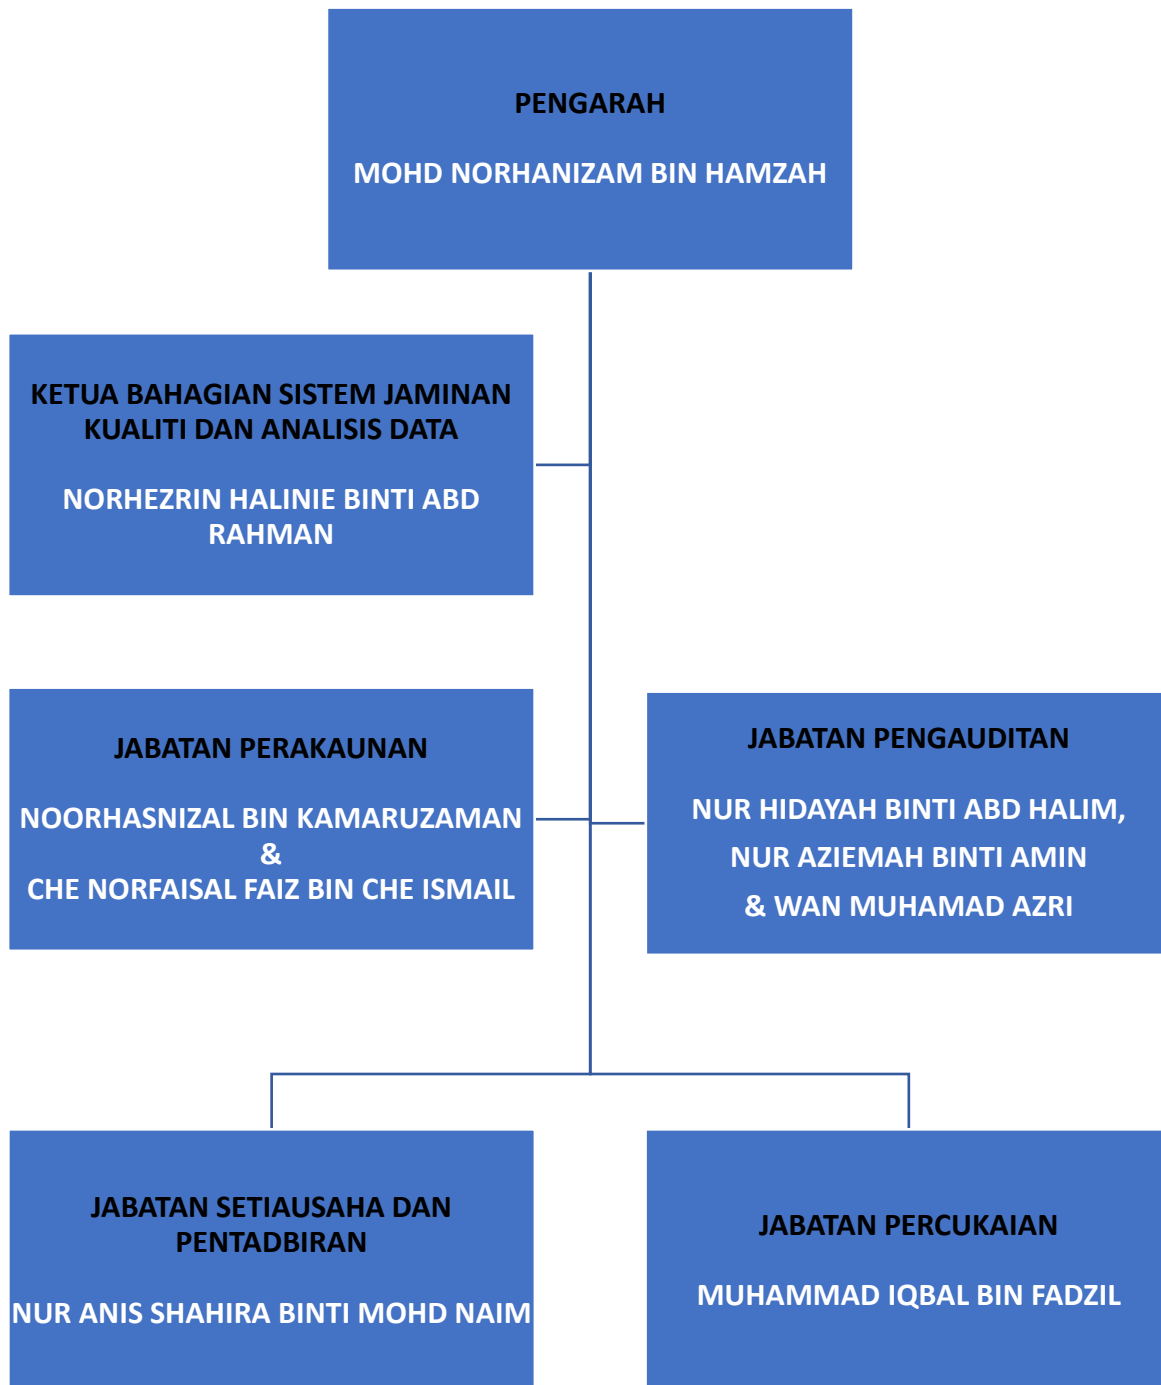 PENGARAH
MOHD NORHANIZAM BIN HAMZAH
KETUA BAHAGIAN SISTEM JAMINAN
KUALITI DAN ANALISIS DATA
NORHEZRIN HALINIE BINTI ABD
RAHMAN
JABATAN PERAKAUNAN
NOORHASNIZAL BIN KAMARUZAMAN
&
CHE NORFAISAL FAIZ BIN CHE ISMAIL
JABATAN PENGAUDITAN
NUR HIDAYAH BINTI ABD HALIM,
NUR AZIEMAH BINTI AMIN
& WAN MUHAMAD AZRI
JABATAN SETIAUSAHA DAN
PENTADBIRAN
NUR ANIS SHAHIRA BINTI MOHD NAIM
JABATAN PERCUKAIAN
MUHAMMAD IQBAL BIN FADZIL